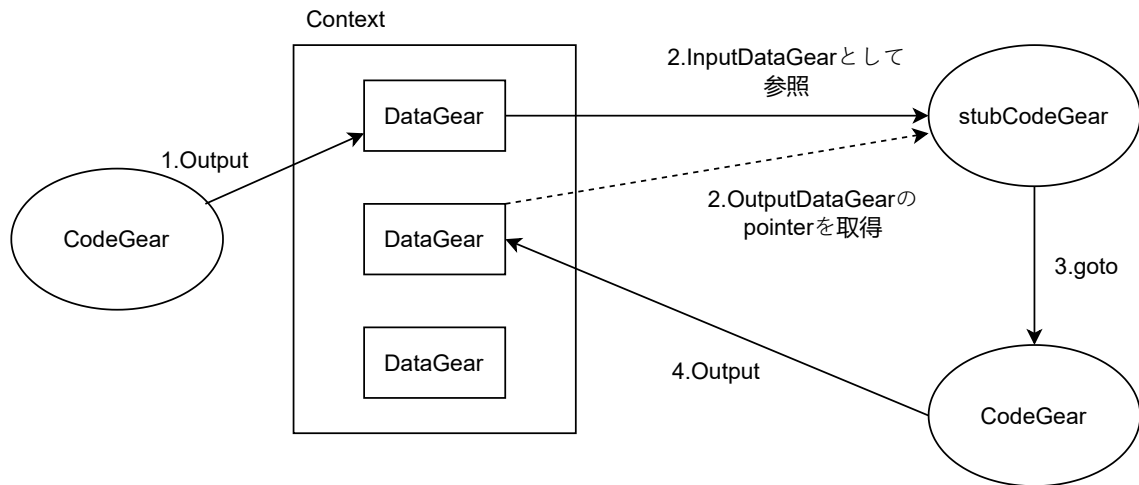 Context
DataGear
2.InputDataGearとして
参照
stubCodeGear
1.Output
CodeGear
DataGear
2.OutputDataGearの
pointerを取得
3.goto
DataGear
4.Output
CodeGear